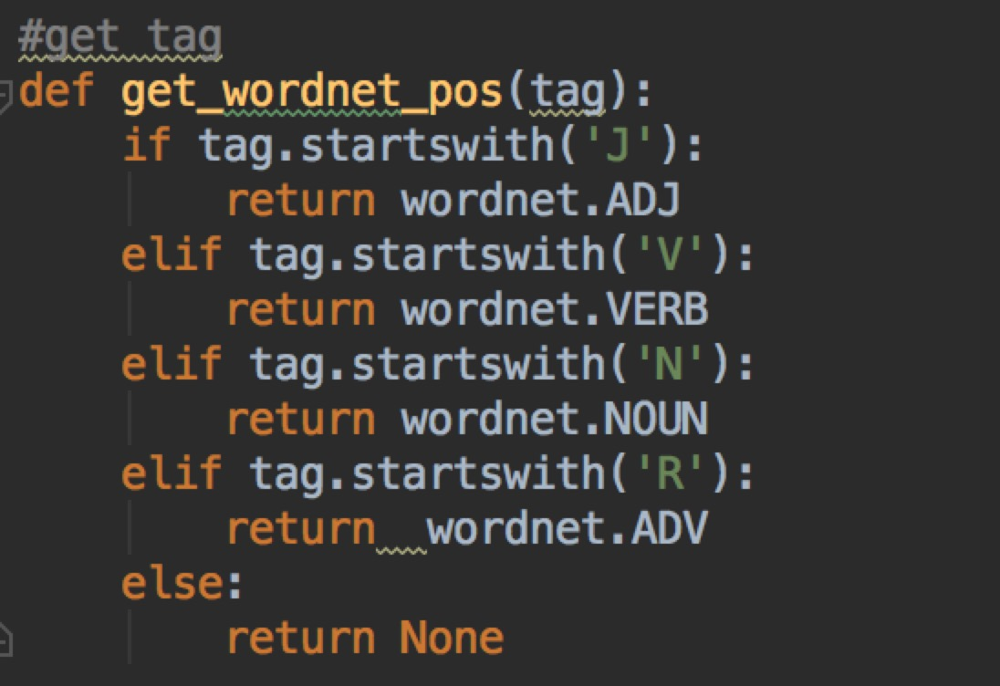 #get tag
def get_wordnet_pos(tag):
    if tag.startswith('J'):
        return wordnet.ADJ
    elif tag.startswith('V'):
        return wordnet.VERB
    elif tag.startswith('N'):
        return wordnet.NOUN
    elif tag.startswith('R'):
        return  wordnet.ADV
    else:
        return None